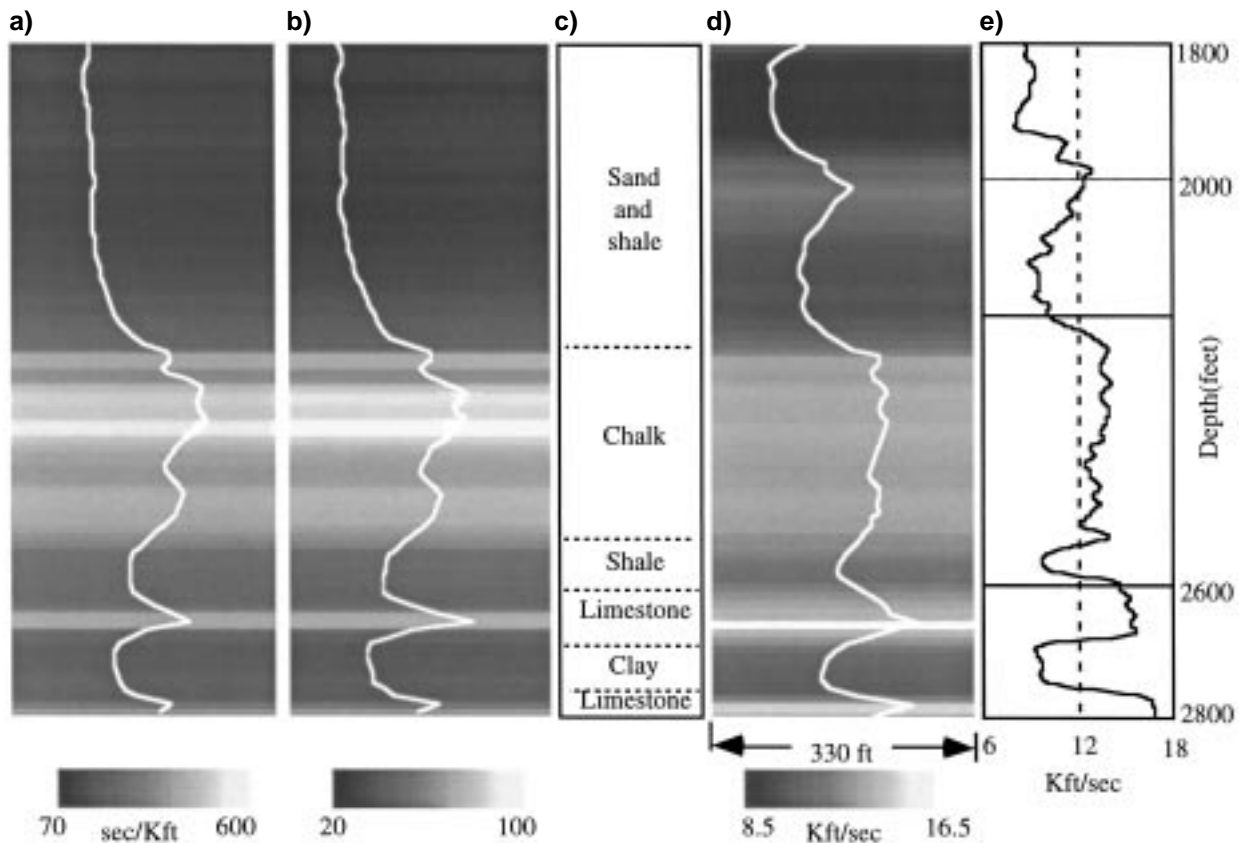 a) b) c) d) e)
1800
Sand
and
shale
2000
Chalk
Depth(feet)
Shale
2600
Limestone
Clay
Limestone
2800
330 ft
6 12 18
Kft/sec
70 sec/Kft 600
20 100
8.5 Kft/sec 16.5